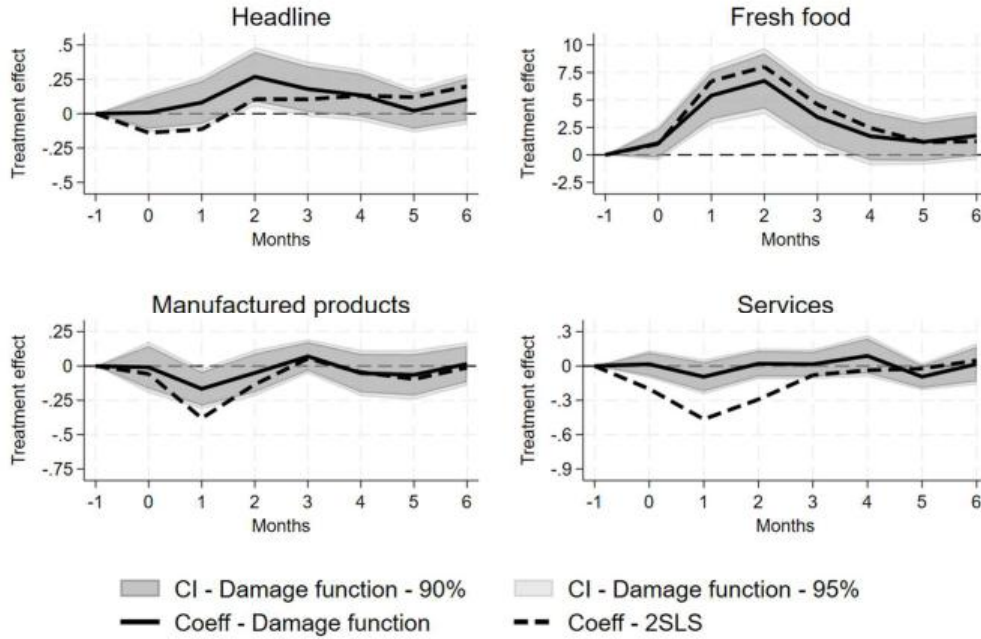 Headline
Treatment effect
.5
.25
0
-.25
-.5
-1 0 1 2 3 4 5 6
Months
Fresh food
Treatment effect
10
7.5
5
2.5
0
-2.5
-1 0 1 2 3 4 5 6
Months
Manufactured products
Treatment effect
.25
0
-.25
-.5
-.75
-1 0 1 2 3 4 5 6
Months
Services
Treatment effect
.3
0
-.3
-.6
-.9
-1 0 1 2 3 4 5 6
Months
CI - Damage function - 90%
CI - Damage function - 95%
Coeff - Damage function
Coeff - 2SLS